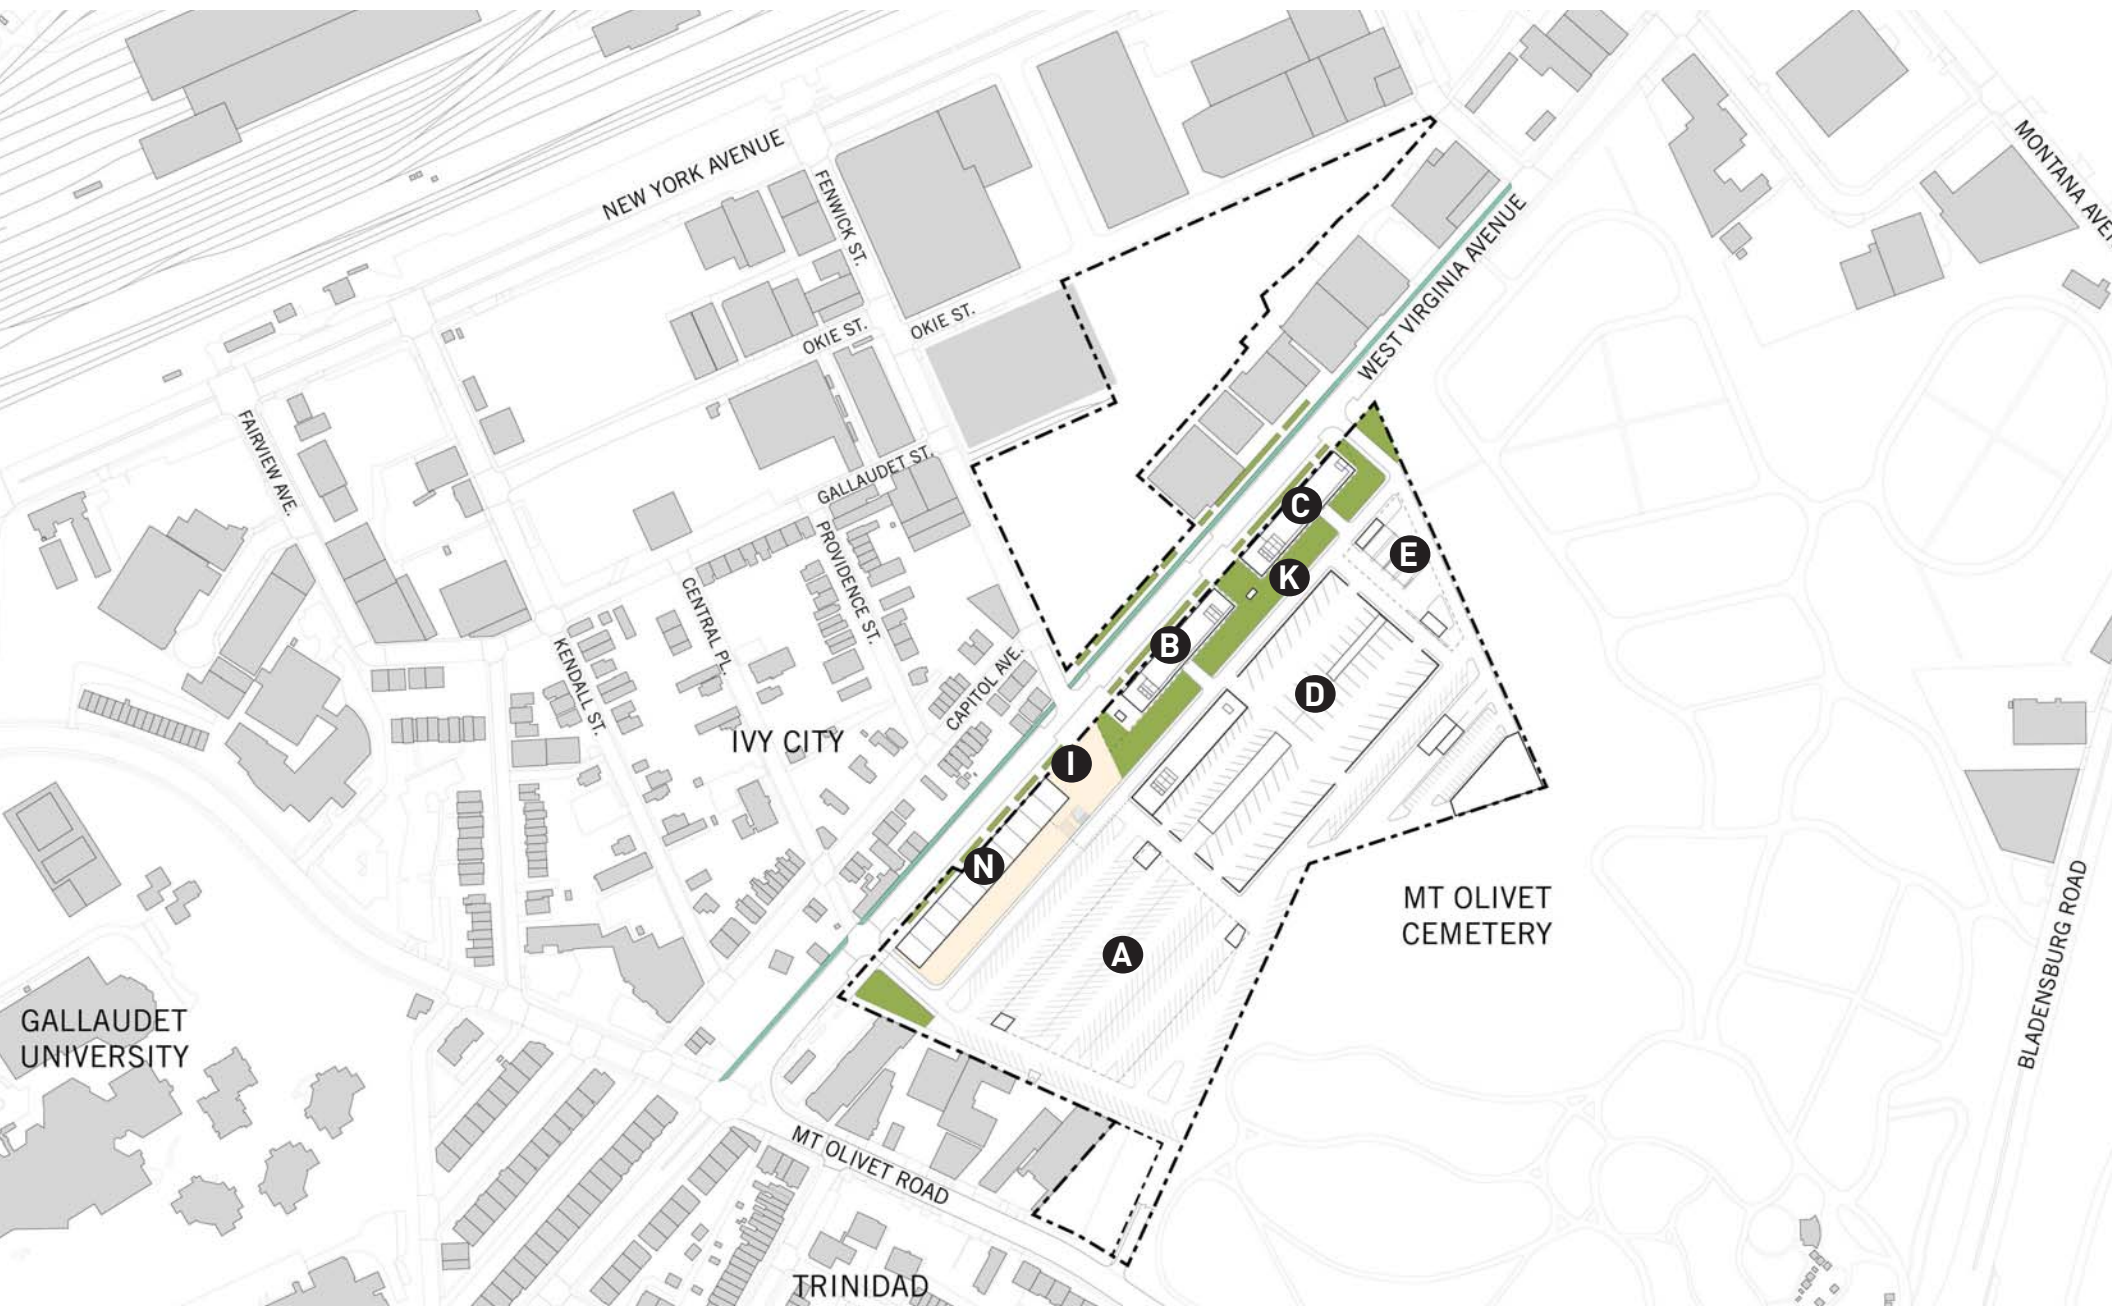 NEW YORK AVENUE
FENWICK ST.
MONTANA AVE
WEST VIRGINIA AVENUE
OKIE ST.
OKIE ST.
FAIRVIEW AVE.
GALLAUDET ST.
C
PROVIDENCE ST.
E
CENTRAL PL.
K
KENDALL ST.
B
CAPITOL AVE.
D
IVY CITY
I
N
MT OLIVET
CEMETERY
A
BLADENSBURG ROAD
GALLAUDET
UNIVERSITY
MT OLIVET ROAD
TRINIDAD